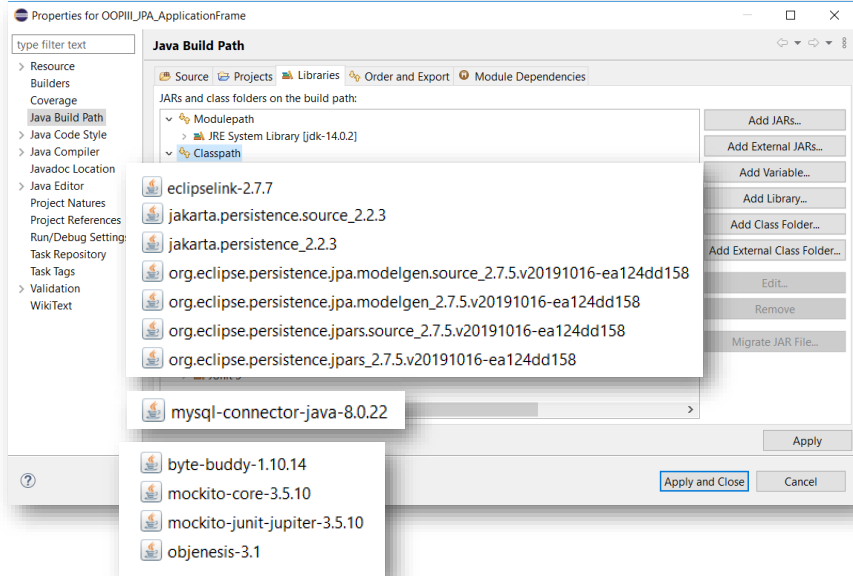 Properties for OOPIII_JPA_ApplicationFrame
type filter text
Java Build Path
Resource
Builders
Coverage
Java Build Path
Java Code Style
Java Compiler
Javadoc Location
Java Editor
Project Natures
Project References
Run/Debug Settings
Task Repository
Task Tags
Validation
WikiText
Source Projects Libraries Order and Export Module Dependencies
JARs and class folders on the build path:
Modulepath
JRE System Library [jdk-14.0.2]
Classpath
eclipselink-2.7.7
jakarta.persistence.source_2.2.3
jakarta.persistence_2.2.3
org.eclipse.persistence.jpa.modelgen.source_2.7.5.v20191016-ea124dd158
org.eclipse.persistence.jpa.modelgen_2.7.5.v20191016-ea124dd158
org.eclipse.persistence.jpars.source_2.7.5.v20191016-ea124dd158
org.eclipse.persistence.jpars_2.7.5.v20191016-ea124dd158
mysql-connector-java-8.0.22
byte-buddy-1.10.14
mockito-core-3.5.10
mockito-junit-jupiter-3.5.10
objenesis-3.1
Add JARs...
Add External JARs...
Add Variable...
Add Library...
Add Class Folder...
Add External Class Folder...
Edit...
Remove
Migrate JAR File...
Apply
Apply and Close Cancel